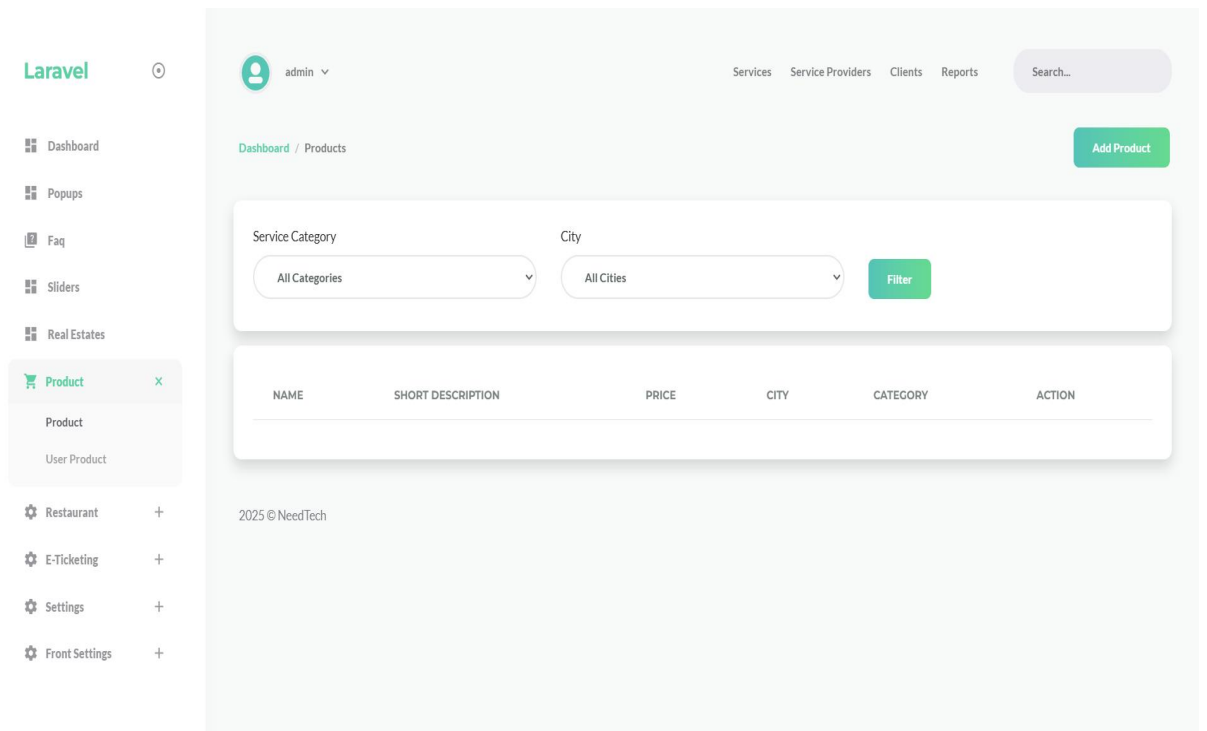 Laravel
admin
Services Service Providers Clients Reports Search...
Dashboard
Popups
Faq
Sliders
Real Estates
Product
Product
User Product
Restaurant
E-Ticketing
Settings
Front Settings
Dashboard / Products
Add Product
Service Category City
All Categories All Cities Filter
NAME SHORT DESCRIPTION PRICE CITY CATEGORY ACTION
2025 © NeedTech